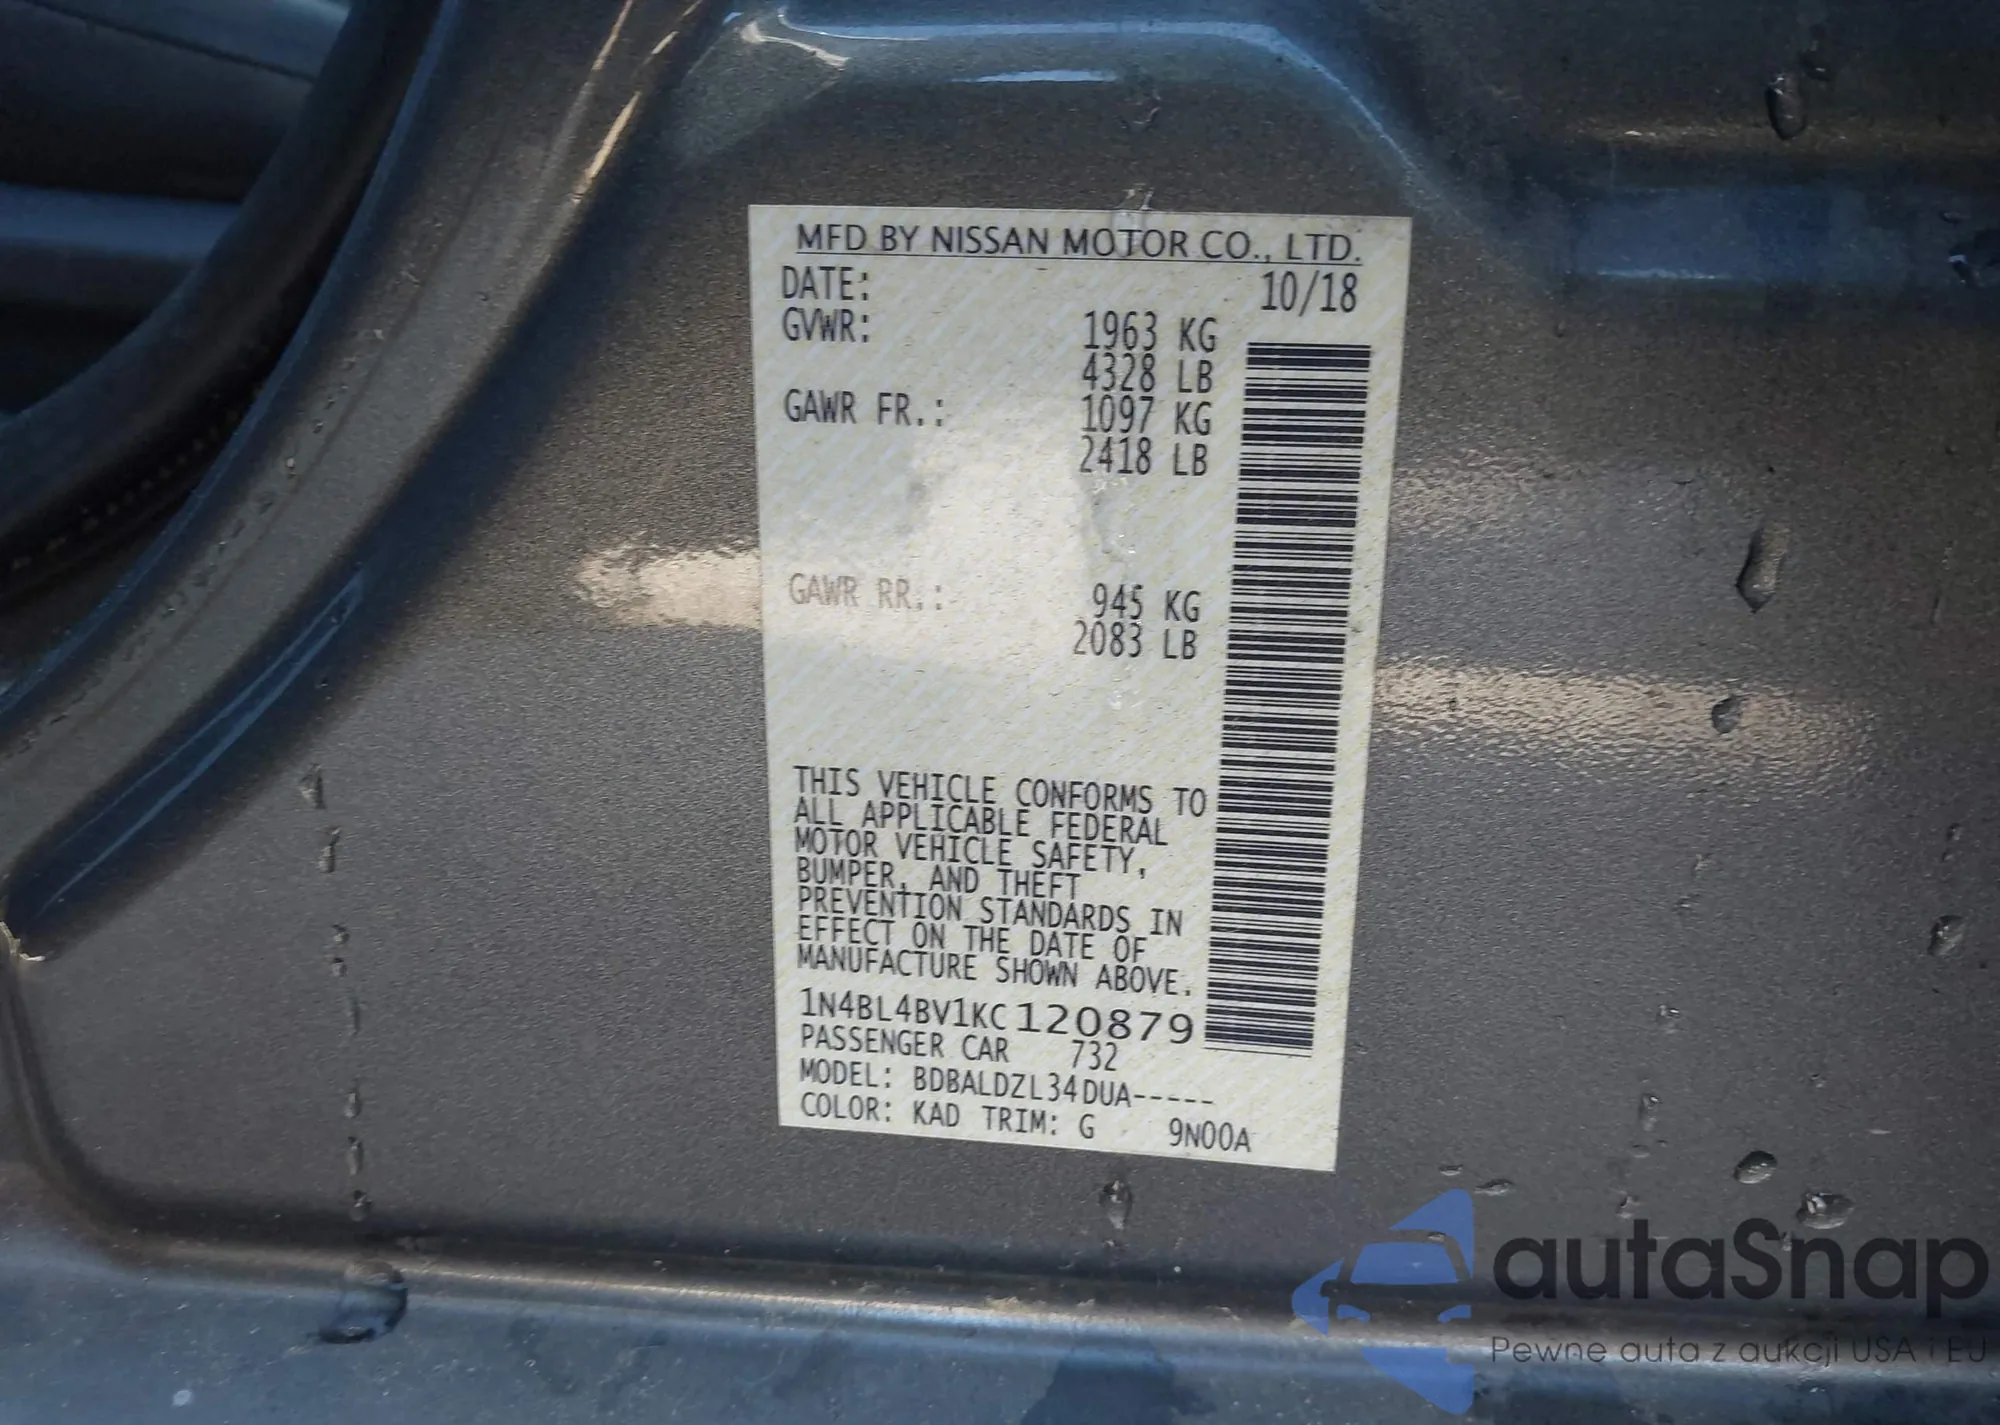 MFD BY NISSAN MOTOR CO., LTD.
DATE: 10/18
GVWR: 1963 KG
4328 LB
GAWR FR.: 1097 KG
2418 LB
GAWR RR.: 945 KG
2083 LB
THIS VEHICLE CONFORMS TO
ALL APPLICABLE FEDERAL
MOTOR VEHICLE SAFETY,
BUMPER, AND THEFT
PREVENTION STANDARDS IN
EFFECT ON THE DATE OF
MANUFACTURE SHOWN ABOVE.
1N4BL4BV1KC120879
PASSENGER CAR 732
MODEL: BDBALDZL34DUA-----
COLOR: KAD TRIM: G 9N00A
autaSnap
Pewne auta z aukcji USA i EU